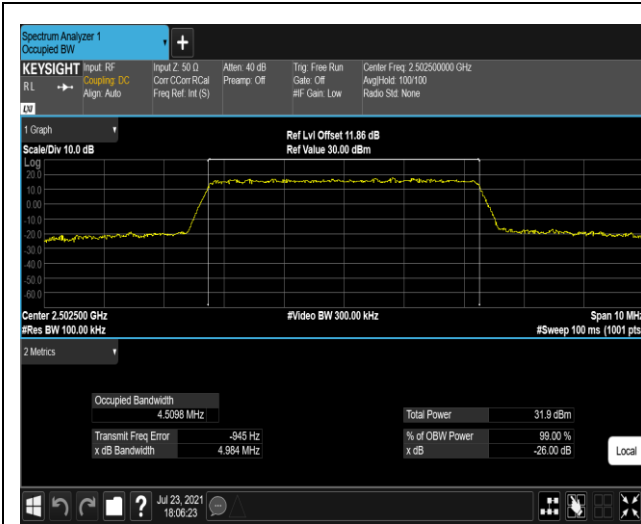 Spectrum Analyzer 1
Occupied BW
+
KEYSIGHT
RL
LXI
Input: RF
Coupling: DC
Align: Auto
Input Z: 50 Ω
Corr CCorr RCal
Freq Ref: Int (S)
Atten: 40 dB
Preamp: Off
Trig: Free Run
Gate: Off
#IF Gain: Low
Center Freq: 2.502500000 GHz
Avg|Hold: 100/100
Radio Std: None
1 Graph
Scale/Div 10.0 dB
Ref Lvl Offset 11.86 dB
Ref Value 30.00 dBm
Log
20.0
10.0
0.00
-10.0
-20.0
-30.0
-40.0
-50.0
-60.0
Center 2.502500 GHz
#Res BW 100.00 kHz
#Video BW 300.00 kHz
Span 10 MHz
#Sweep 100 ms (1001 pts
2 Metrics
Occupied Bandwidth
4.5098 MHz
Transmit Freq Error -945 Hz
x dB Bandwidth 4.984 MHz
Total Power 31.9 dBm
% of OBW Power 99.00 %
x dB -26.00 dB
Local
?
Jul 23, 2021
18:06:23